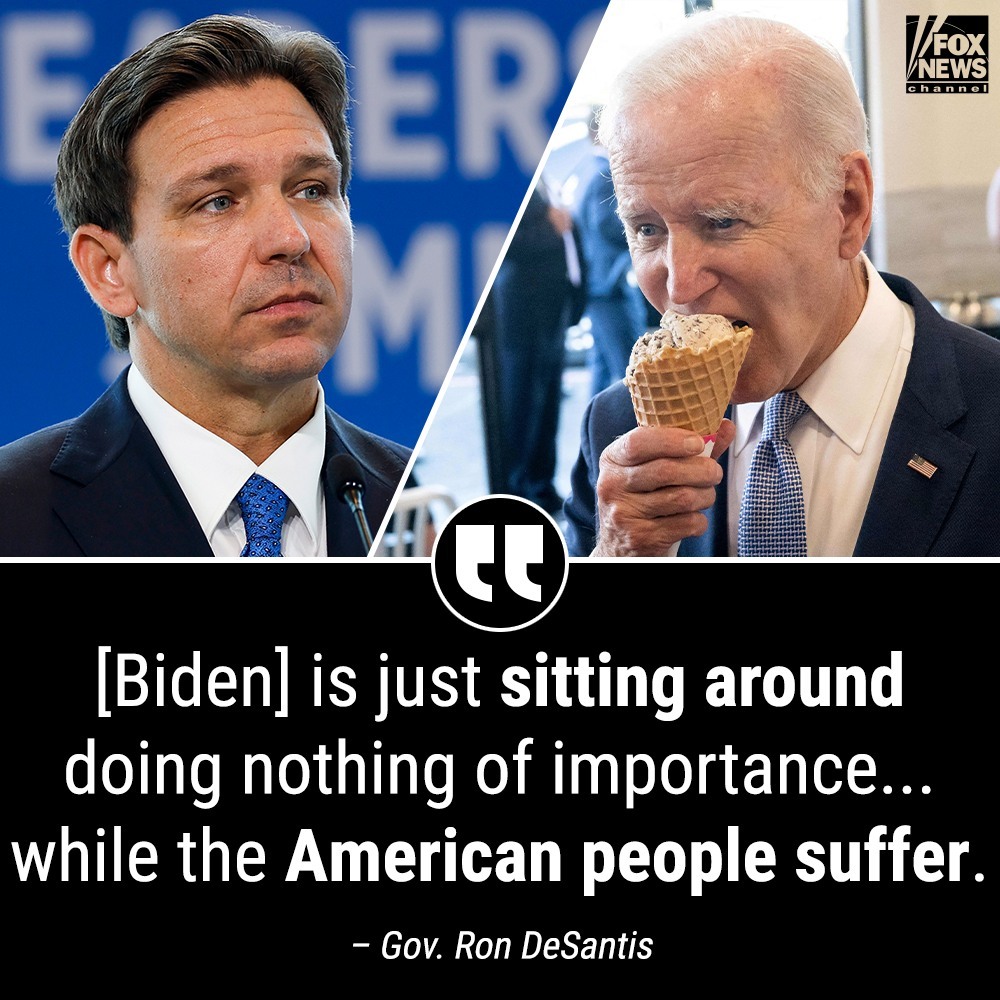 EADERS
MI
FOX
NEWS
channel
[Biden] is just sitting around
doing nothing of importance...
while the American people suffer.
– Gov. Ron DeSantis